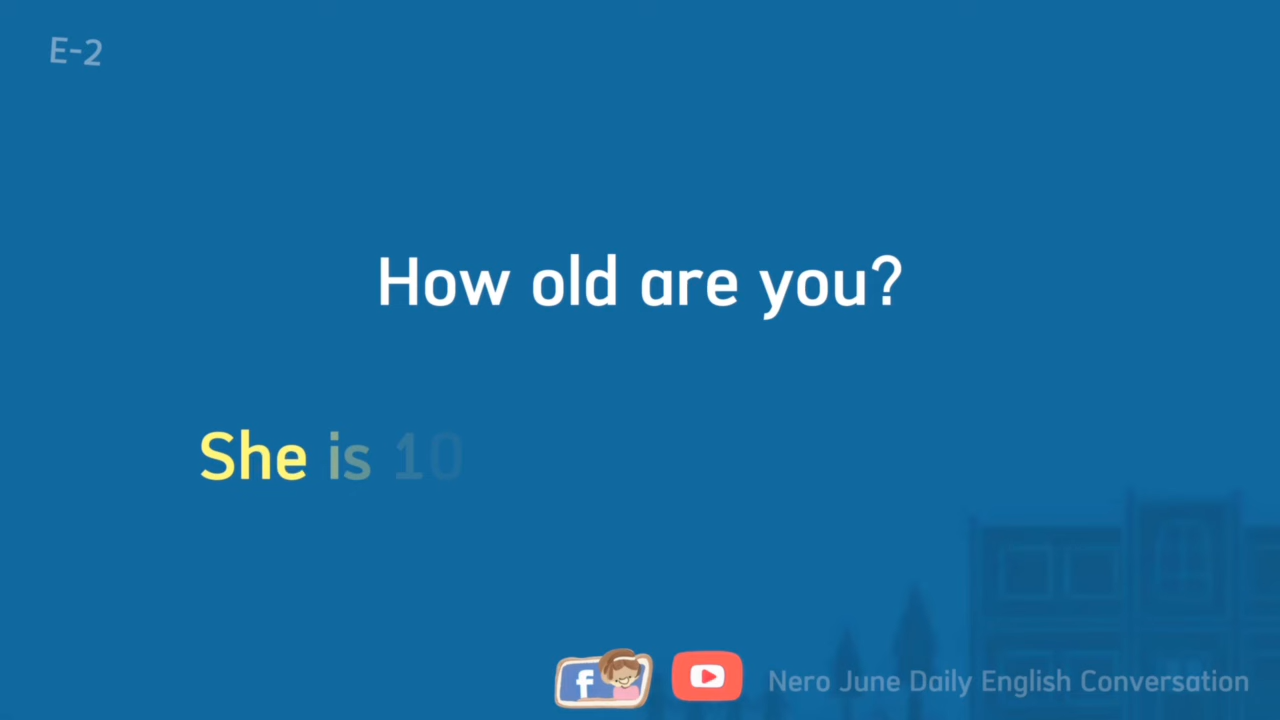 E-2
How old are you?
She is 10
f
Nero June Daily English Conversation